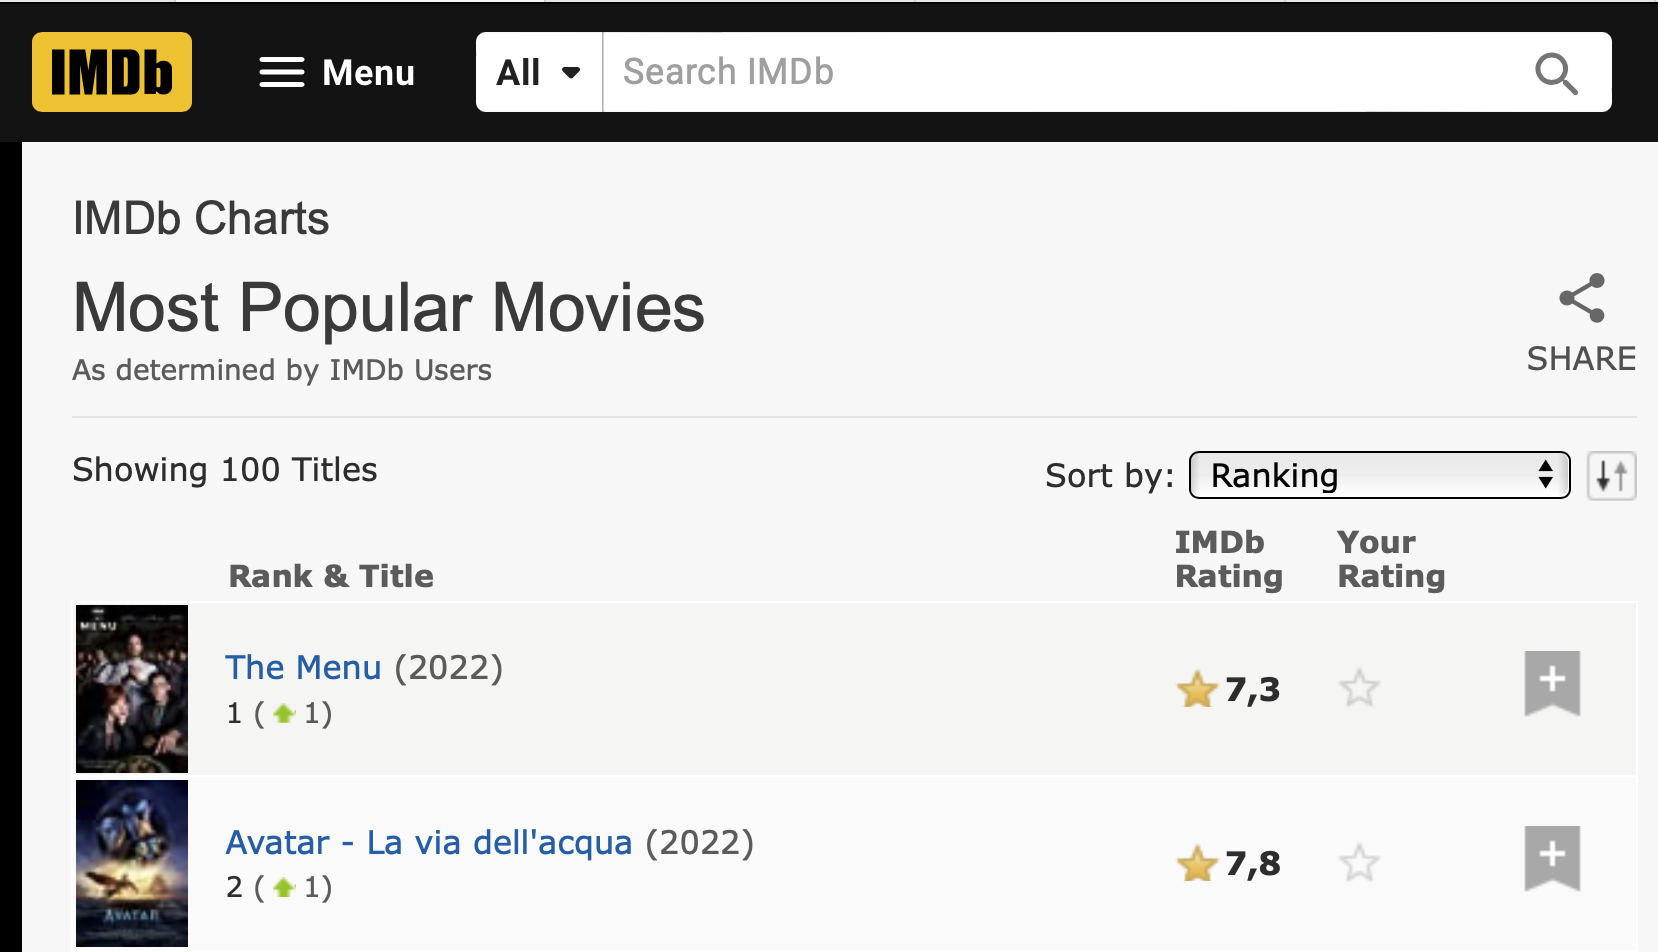 IMDb
Menu
All
Search IMDb
IMDb Charts
Most Popular Movies
As determined by IMDb Users
SHARE
Showing 100 Titles
Sort by: Ranking
Rank & Title
IMDb Rating
Your Rating
MENU
The Menu (2022)
1 ( 1)
7,3
Avatar - La via dell'acqua (2022)
2 ( 1)
7,8
AVATAR